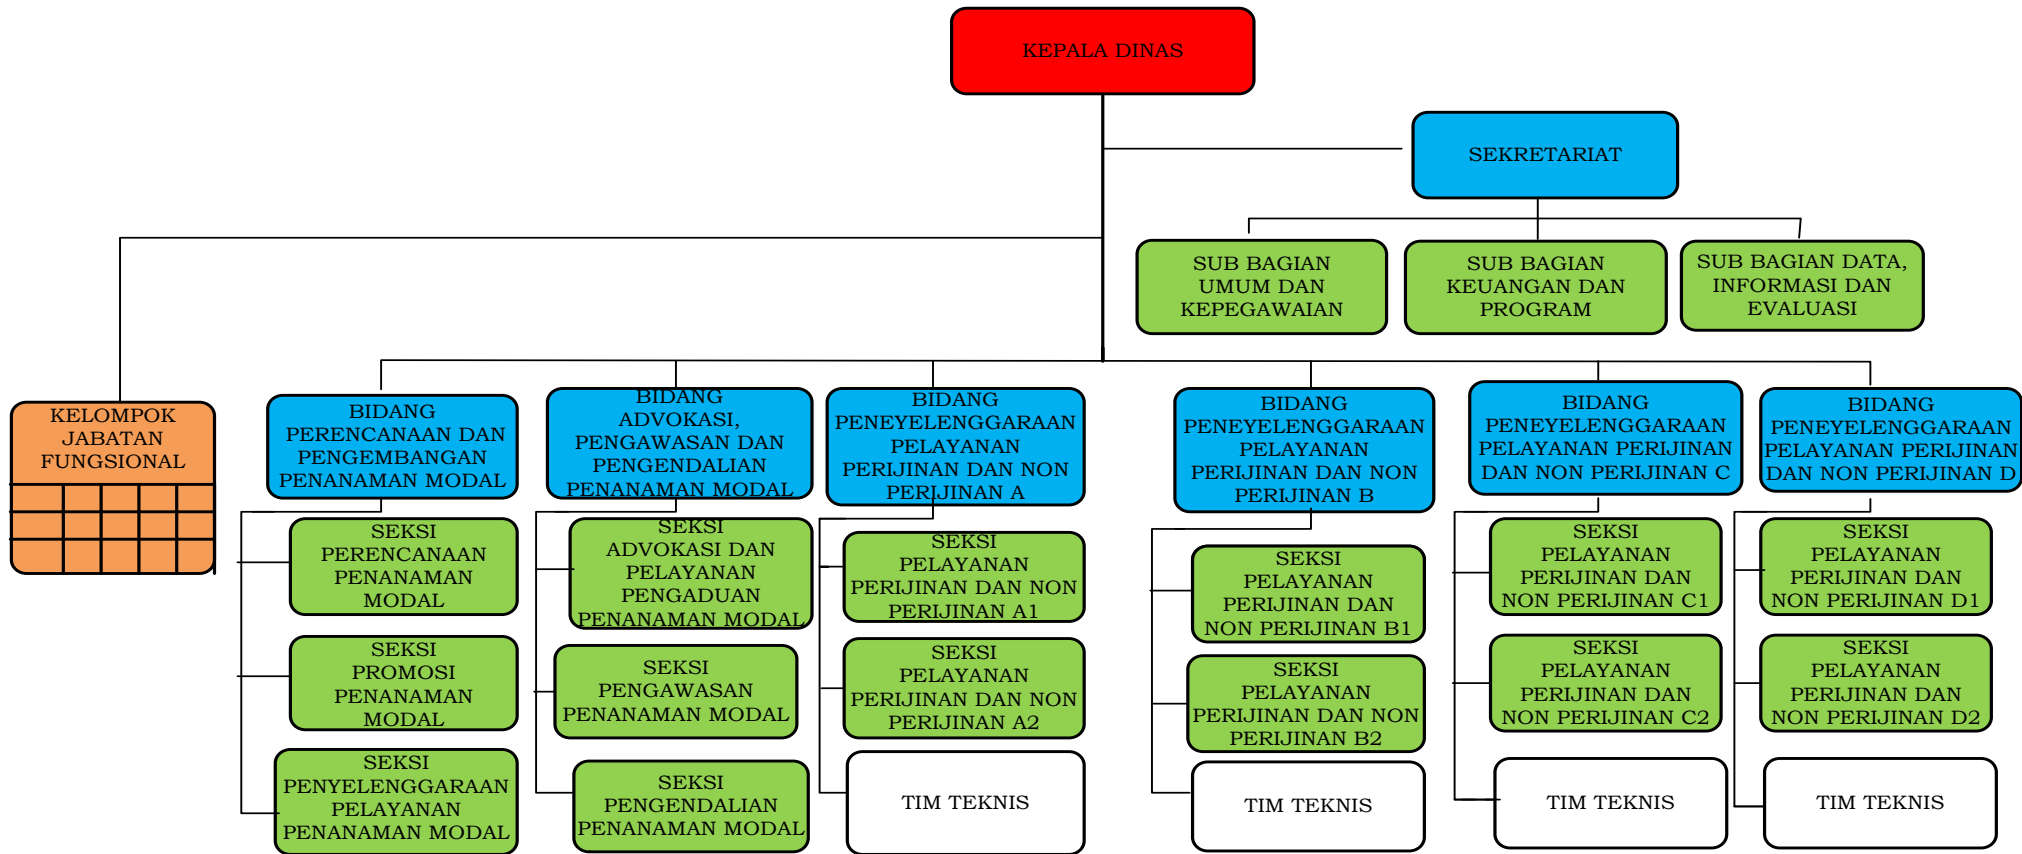 KEPALA DINAS
SEKRETARIAT
SUB BAGIAN
UMUM DAN
KEPEGAWAIAN
SUB BAGIAN
KEUANGAN DAN
PROGRAM
SUB BAGIAN DATA,
INFORMASI DAN
EVALUASI
KELOMPOK
JABATAN
FUNGSIONAL
BIDANG
PERENCANAAN DAN
PENGEMBANGAN
PENANAMAN MODAL
BIDANG
ADVOKASI,
PENGAWASAN DAN
PENGENDALIAN
PENANAMAN MODAL
BIDANG
PENEYELENGGARAAN
PELAYANAN
PERIJINAN DAN NON
PERIJINAN A
BIDANG
PENEYELENGGARAAN
PELAYANAN
PERIJINAN DAN NON
PERIJINAN B
BIDANG
PENEYELENGGARAAN
PELAYANAN PERIJINAN
DAN NON PERIJINAN C
BIDANG
PENEYELENGGARAAN
PELAYANAN PERIJINAN
DAN NON PERIJINAN D
SEKSI
PERENCANAAN
PENANAMAN
MODAL
SEKSI
PROMOSI
PENANAMAN
MODAL
SEKSI
PENYELENGGARAAN
PELAYANAN
PENANAMAN MODAL
SEKSI
ADVOKASI DAN
PELAYANAN
PENGADUAN
PENANAMAN MODAL
SEKSI
PENGAWASAN
PENANAMAN MODAL
SEKSI
PENGENDALIAN
PENANAMAN MODAL
SEKSI
PELAYANAN
PERIJINAN DAN NON
PERIJINAN A1
SEKSI
PELAYANAN
PERIJINAN DAN NON
PERIJINAN A2
TIM TEKNIS
SEKSI
PELAYANAN
PERIJINAN DAN
NON PERIJINAN B1
SEKSI
PELAYANAN
PERIJINAN DAN NON
PERIJINAN B2
TIM TEKNIS
SEKSI
PELAYANAN
PERIJINAN DAN
NON PERIJINAN C1
SEKSI
PELAYANAN
PERIJINAN DAN
NON PERIJINAN C2
TIM TEKNIS
SEKSI
PELAYANAN
PERIJINAN DAN
NON PERIJINAN D1
SEKSI
PELAYANAN
PERIJINAN DAN
NON PERIJINAN D2
TIM TEKNIS